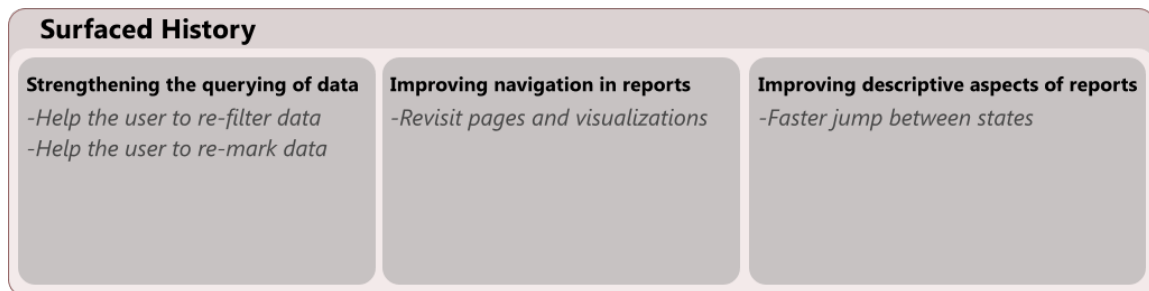 Surfaced History
Strengthening the querying of data
-Help the user to re-filter data
-Help the user to re-mark data
Improving navigation in reports
-Revisit pages and visualizations
Improving descriptive aspects of reports
-Faster jump between states